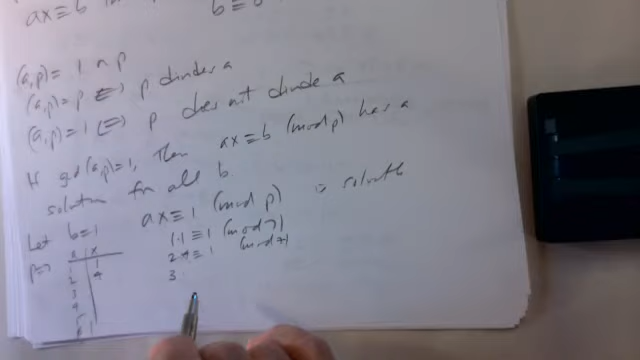 ax ≡ b
b ≡ 0
(a,p) = 1 or p
(a,p) = p ⟺ p divides a
(a,p) = 1 ⟺ p does not divide a
If gcd(a,p)=1, Then ax ≡ b (mod p) has a
solution for all b.
Let b=1 ax ≡ 1 (mod p) is
p=7
x x
1 1 1·1 ≡ 1 (mod 7)
2 4 2·4 ≡ 1 (mod 7)
3 3·
4
5
6